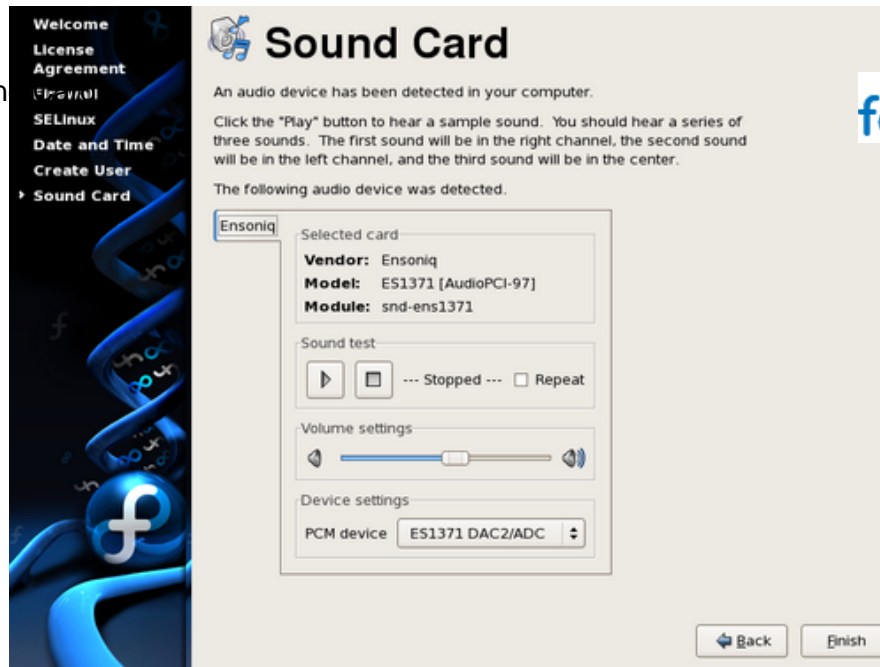 Welcome
License
Agreement
Firewall
SELinux
Date and Time
Create User
Sound Card
Sound Card
An audio device has been detected in your computer.
Click the "Play" button to hear a sample sound. You should hear a series of
three sounds. The first sound will be in the right channel, the second sound
will be in the left channel, and the third sound will be in the center.
The following audio device was detected.
Ensoniq
Selected card
Vendor: Ensoniq
Model: ES1371 [AudioPCI-97]
Module: snd-ens1371
Sound test
--- Stopped --- Repeat
Volume settings
Device settings
PCM device ES1371 DAC2/ADC
Back Finish